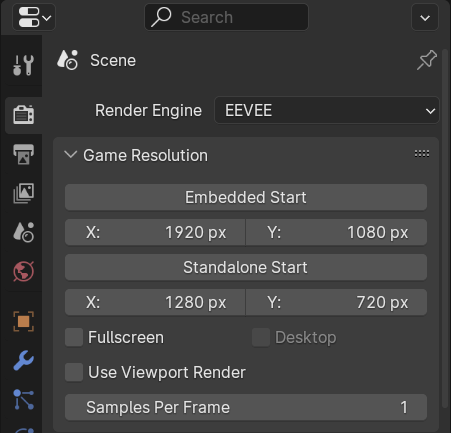 Search
Scene
Render Engine EEVEE
Game Resolution
Embedded Start
X: 1920 px Y: 1080 px
Standalone Start
X: 1280 px Y: 720 px
Fullscreen Desktop
Use Viewport Render
Samples Per Frame 1